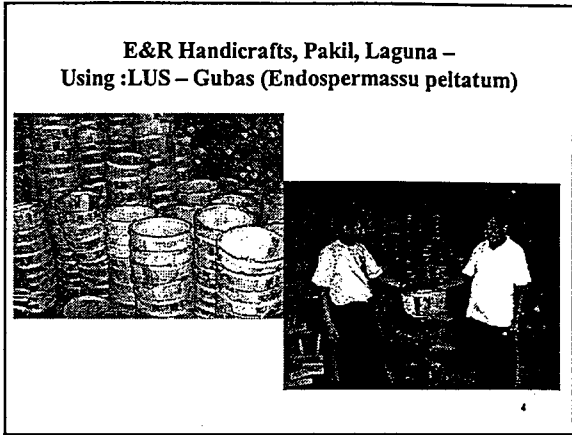 E&R Handicrafts, Pakil, Laguna –
Using :LUS – Gubas (Endospermassu peltatum)
4